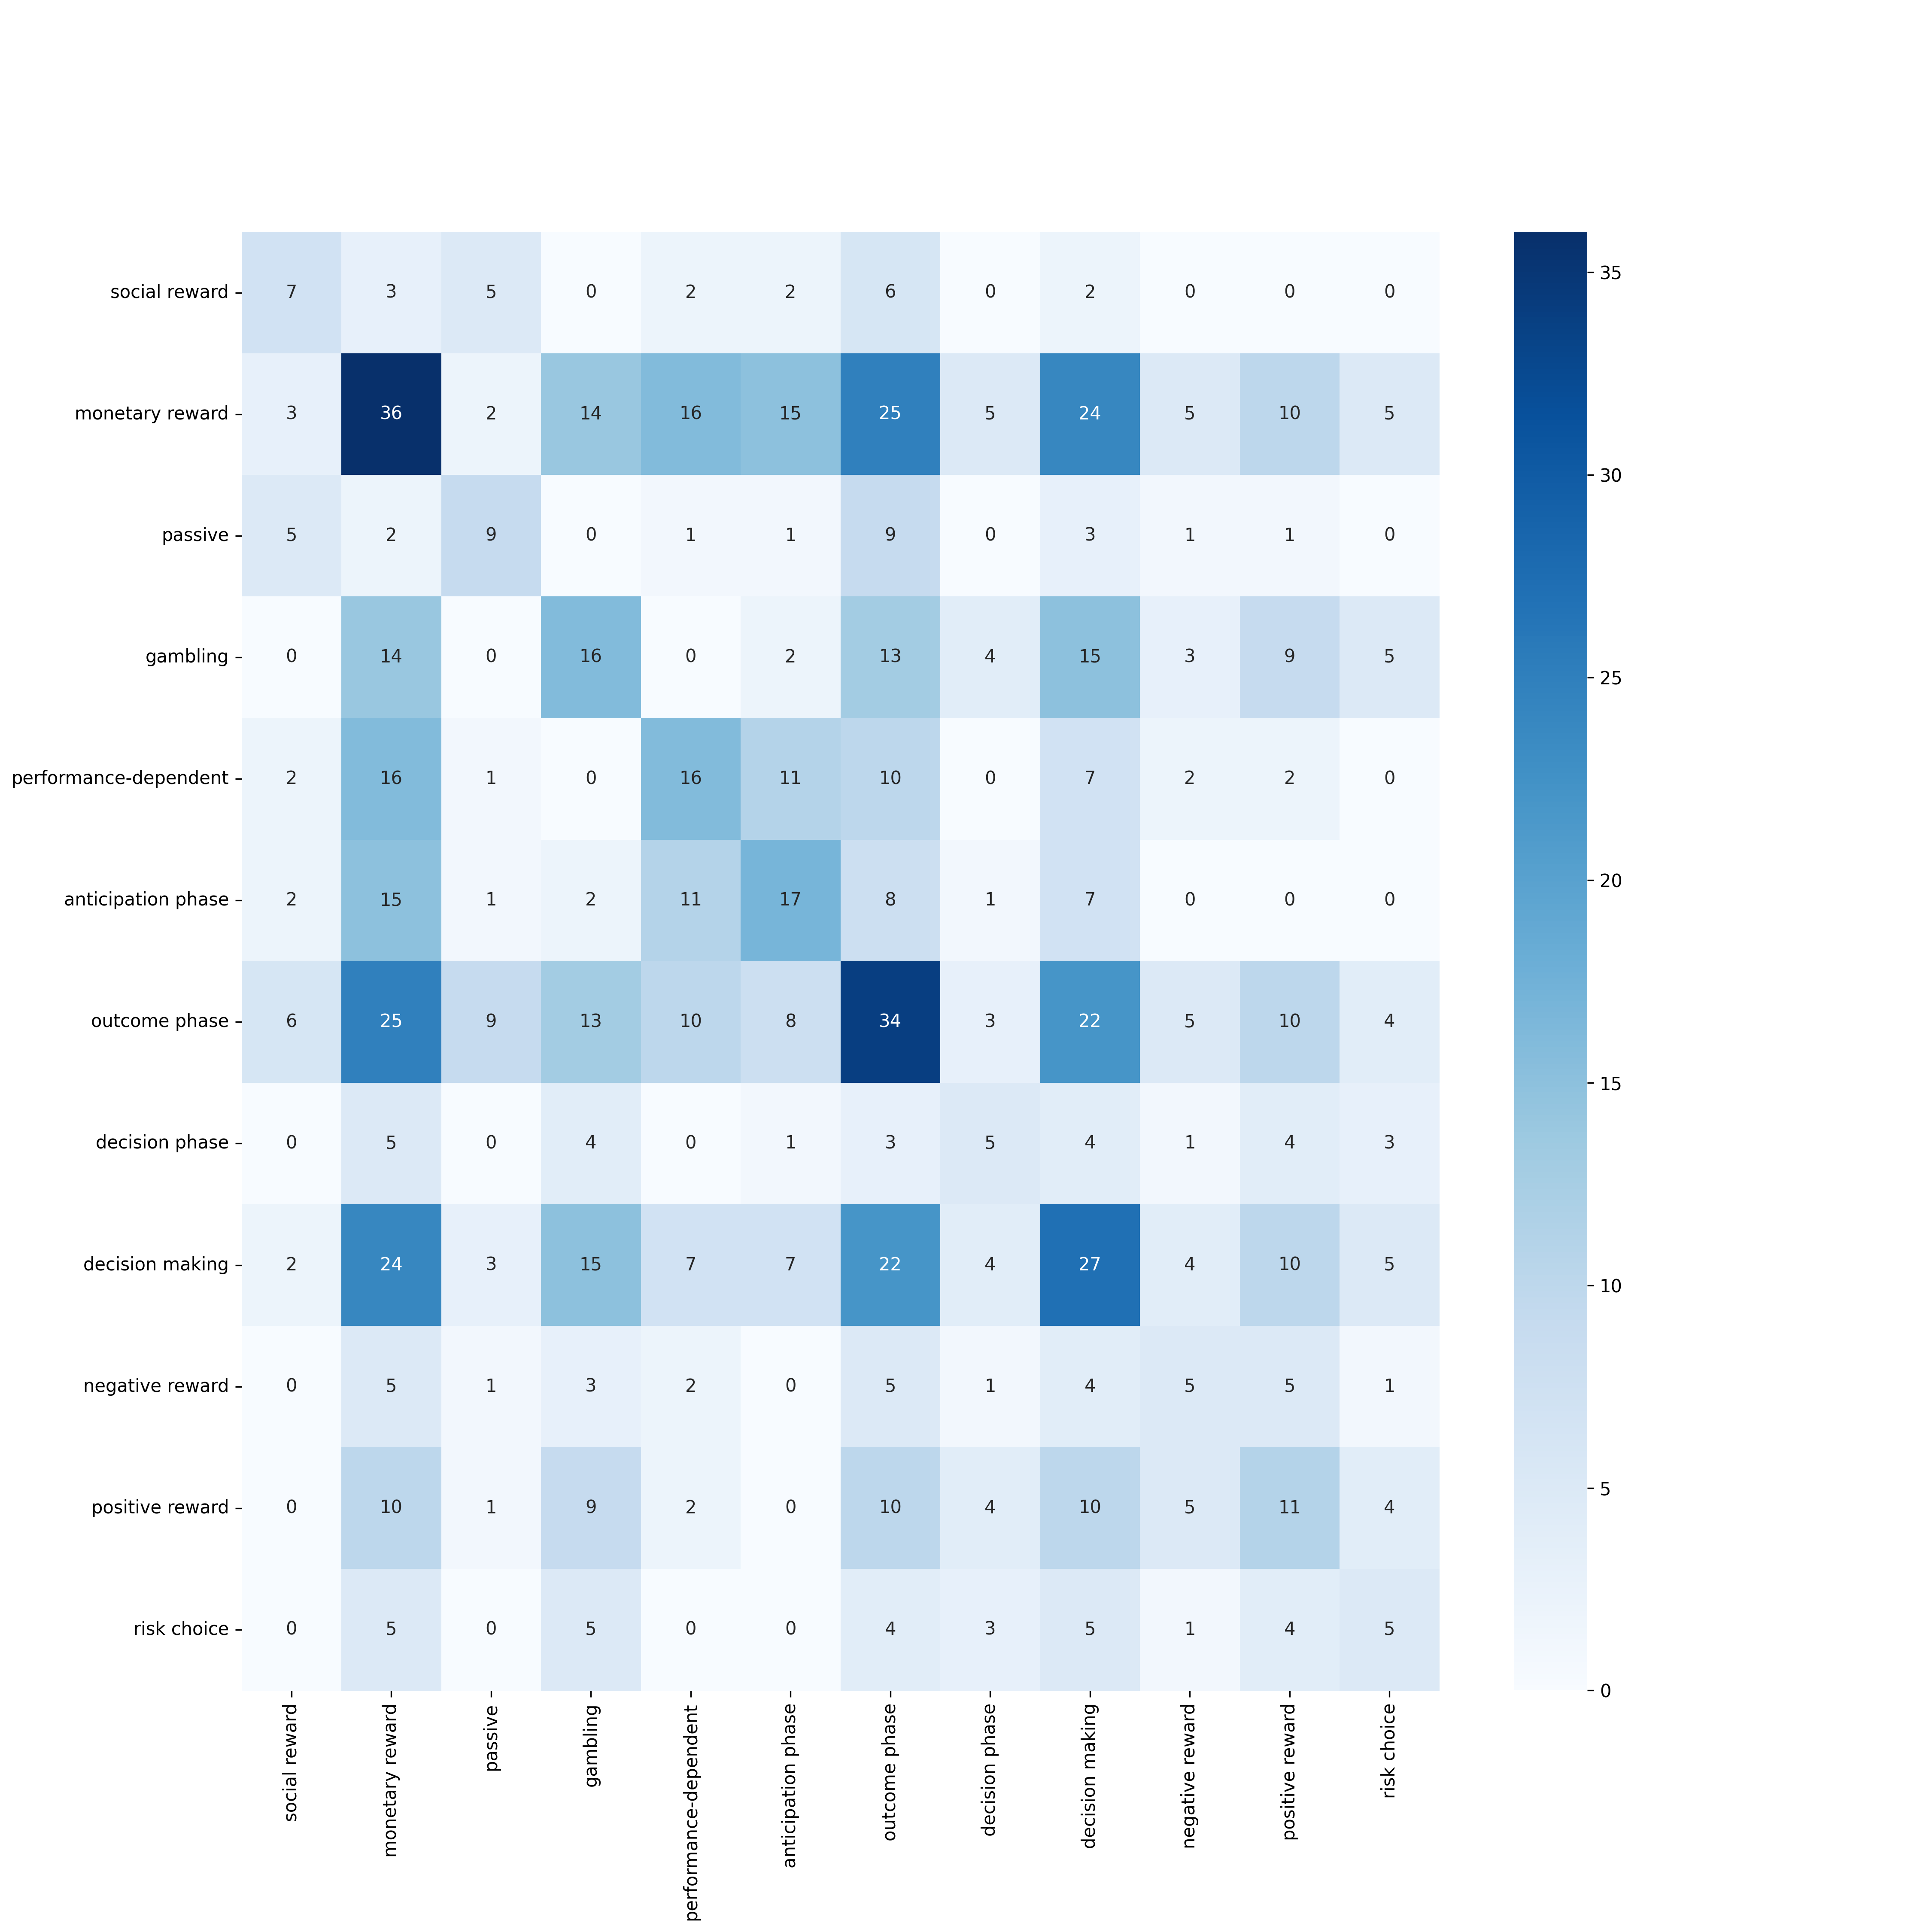 social reward 7 3 5 0 2 2 6 0 2 0 0 0
monetary reward 3 36 2 14 16 15 25 5 24 5 10 5
passive 5 2 9 0 1 1 9 0 3 1 1 0
gambling 0 14 0 16 0 2 13 4 15 3 9 5
performance-dependent 2 16 1 0 16 11 10 0 7 2 2 0
anticipation phase 2 15 1 2 11 17 8 1 7 0 0 0
outcome phase 6 25 9 13 10 8 34 3 22 5 10 4
decision phase 0 5 0 4 0 1 3 5 4 1 4 3
decision making 2 24 3 15 7 7 22 4 27 4 10 5
negative reward 0 5 1 3 2 0 5 1 4 5 5 1
positive reward 0 10 1 9 2 0 10 4 10 5 11 4
risk choice 0 5 0 5 0 0 4 3 5 1 4 5
social reward
monetary reward
passive
gambling
performance-dependent
anticipation phase
outcome phase
decision phase
decision making
negative reward
positive reward
risk choice
35
30
25
20
15
10
5
0